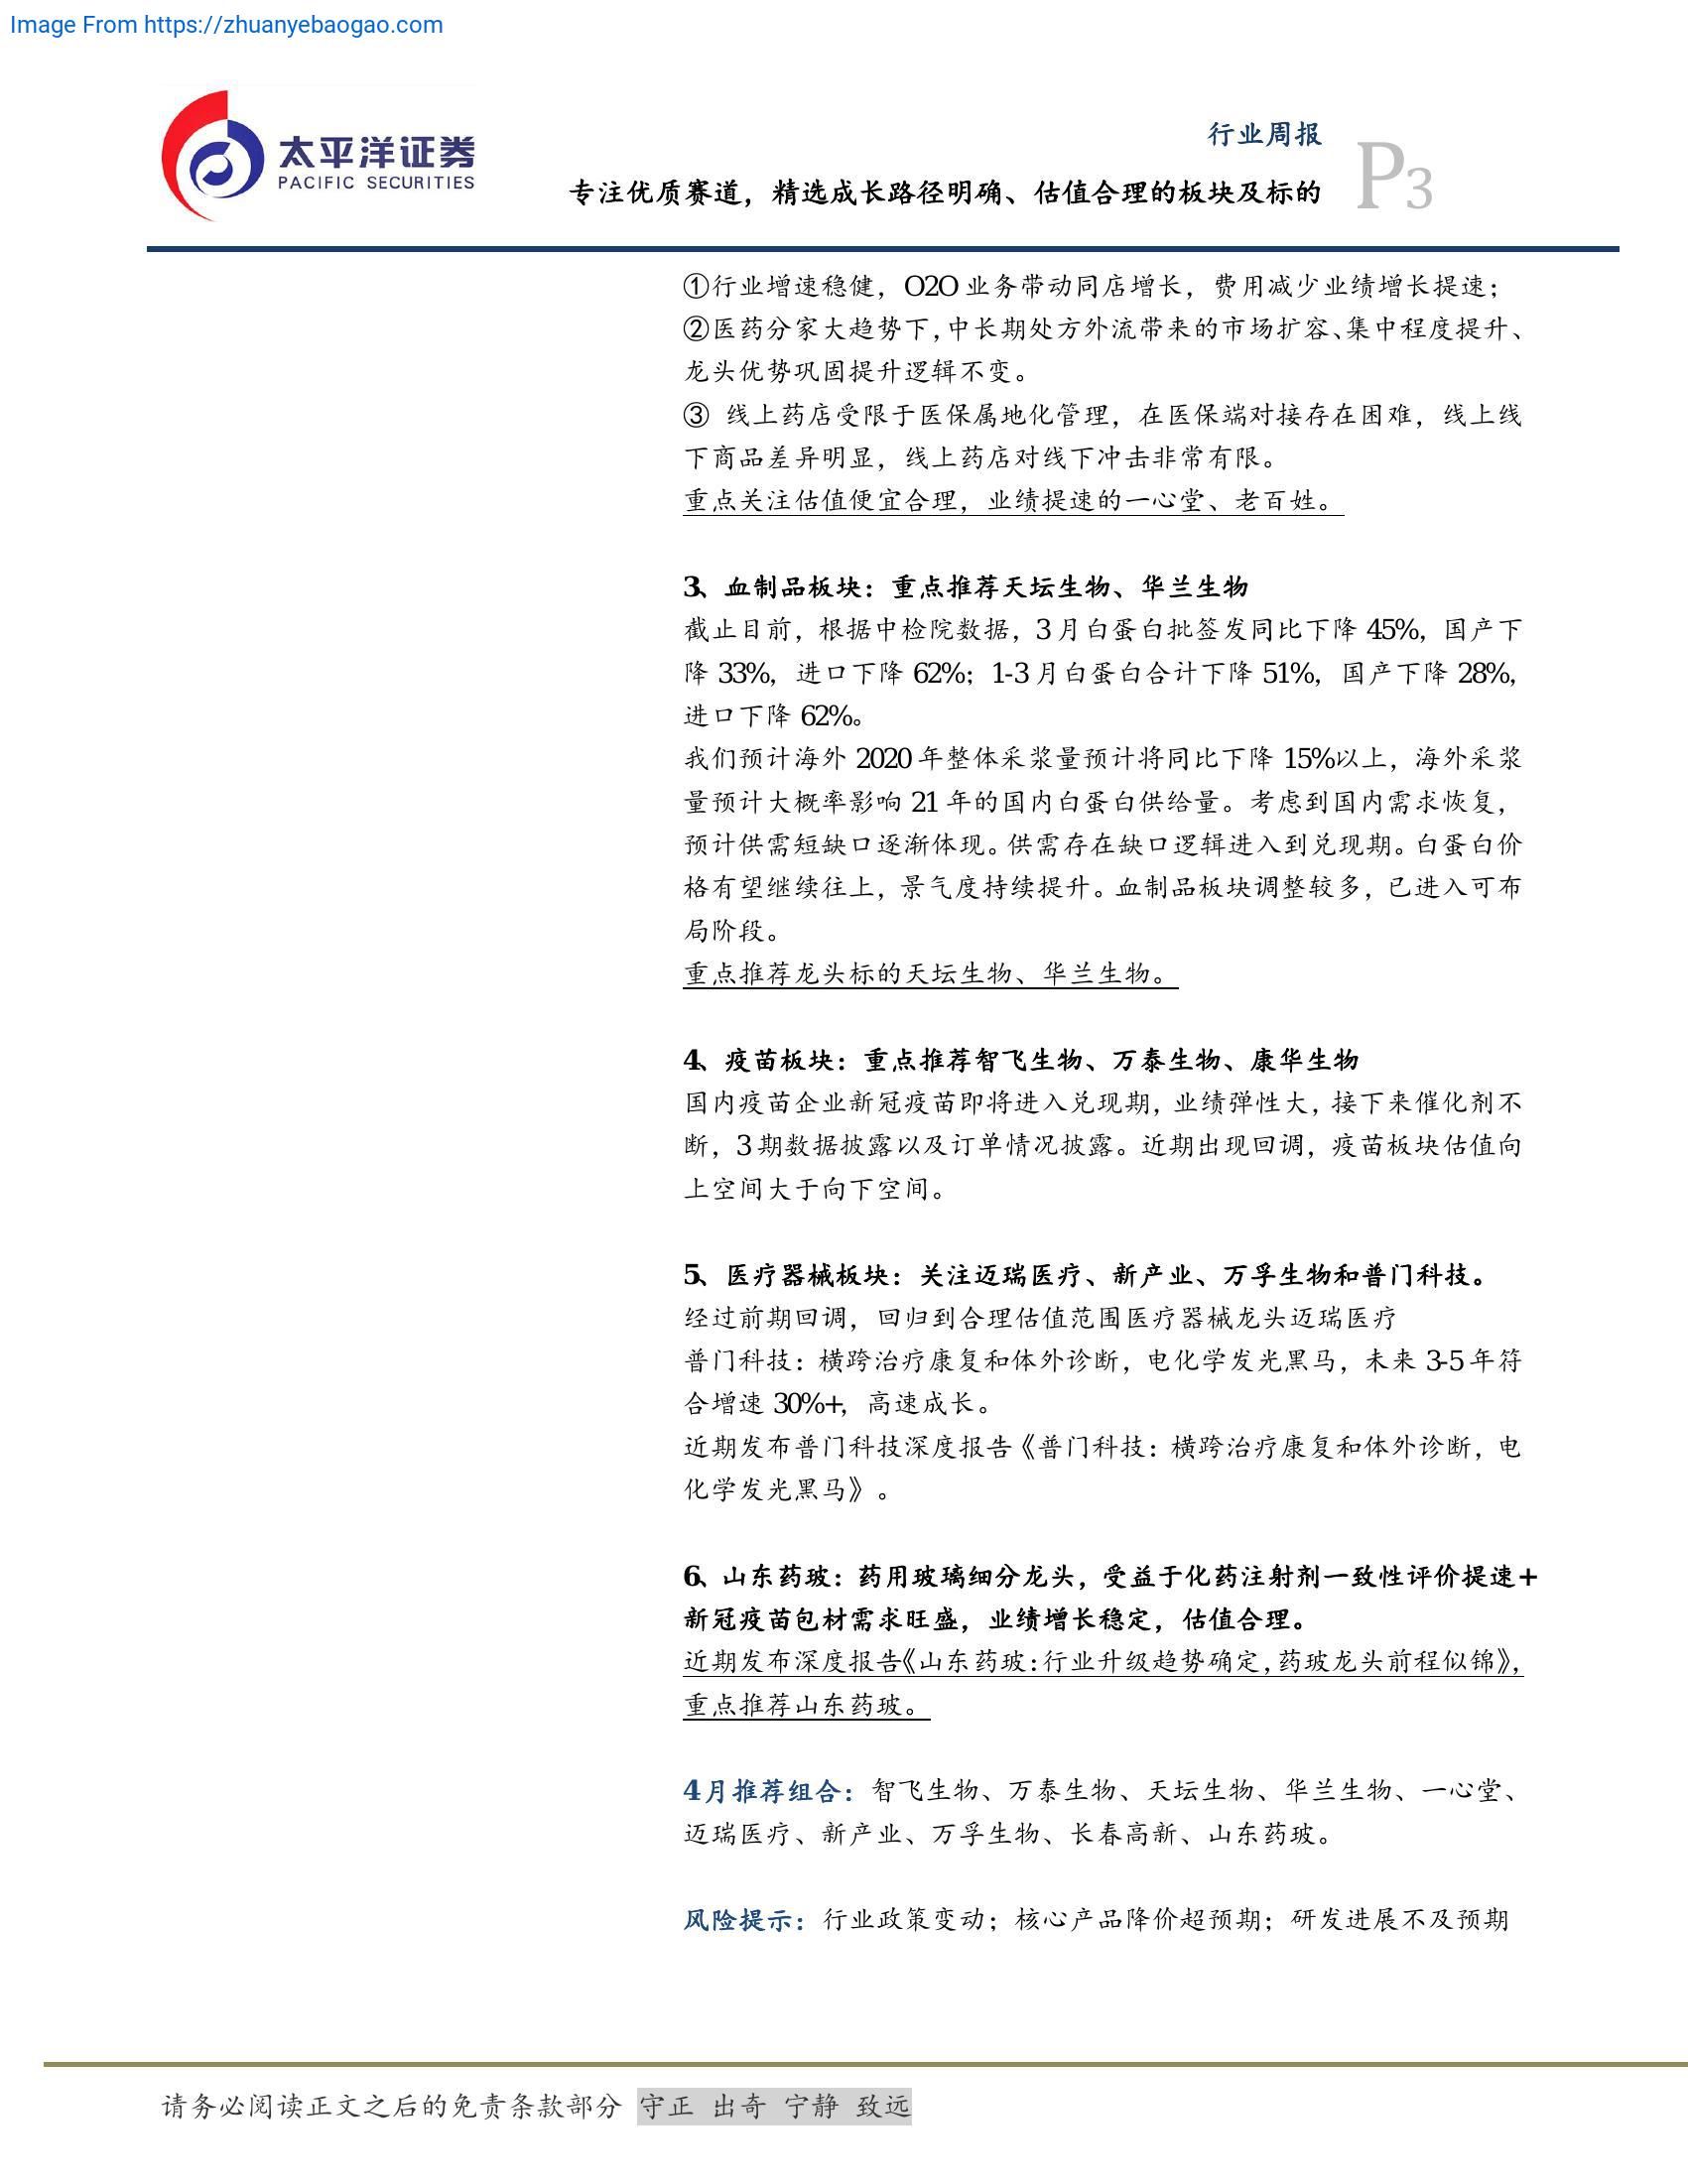 Image From https://zhuanyebaogao.com
太平洋证券
PACIFIC SECURITIES
行业周报
专注优质赛道，精选成长路径明确、估值合理的板块及标的
P3
①行业增速稳健，O2O 业务带动同店增长，费用减少业绩增长提速；
②医药分家大趋势下，中长期处方外流带来的市场扩容、集中程度提升、
龙头优势巩固提升逻辑不变。
③ 线上药店受限于医保属地化管理，在医保端对接存在困难，线上线
下商品差异明显，线上药店对线下冲击非常有限。
重点关注估值便宜合理，业绩提速的一心堂、老百姓。
3、血制品板块：重点推荐天坛生物、华兰生物
截止目前，根据中检院数据，3 月白蛋白批签发同比下降 45%，国产下
降 33%，进口下降 62%；1-3 月白蛋白合计下降 51%，国产下降 28%，
进口下降 62%。
我们预计海外 2020 年整体采浆量预计将同比下降 15%以上，海外采浆
量预计大概率影响 21 年的国内白蛋白供给量。考虑到国内需求恢复，
预计供需短缺口逐渐体现。供需存在缺口逻辑进入到兑现期。白蛋白价
格有望继续往上，景气度持续提升。血制品板块调整较多，已进入可布
局阶段。
重点推荐龙头标的天坛生物、华兰生物。
4、疫苗板块：重点推荐智飞生物、万泰生物、康华生物
国内疫苗企业新冠疫苗即将进入兑现期，业绩弹性大，接下来催化剂不
断，3 期数据披露以及订单情况披露。近期出现回调，疫苗板块估值向
上空间大于向下空间。
5、医疗器械板块：关注迈瑞医疗、新产业、万孚生物和普门科技。
经过前期回调，回归到合理估值范围医疗器械龙头迈瑞医疗
普门科技：横跨治疗康复和体外诊断，电化学发光黑马，未来 3-5 年符
合增速 30%+，高速成长。
近期发布普门科技深度报告《普门科技：横跨治疗康复和体外诊断，电
化学发光黑马》。
6、山东药玻：药用玻璃细分龙头，受益于化药注射剂一致性评价提速+
新冠疫苗包材需求旺盛，业绩增长稳定，估值合理。
近期发布深度报告《山东药玻：行业升级趋势确定，药玻龙头前程似锦》，
重点推荐山东药玻。
4 月推荐组合：智飞生物、万泰生物、天坛生物、华兰生物、一心堂、
迈瑞医疗、新产业、万孚生物、长春高新、山东药玻。
风险提示：行业政策变动；核心产品降价超预期；研发进展不及预期
请务必阅读正文之后的免责条款部分 守正 出奇 宁静 致远